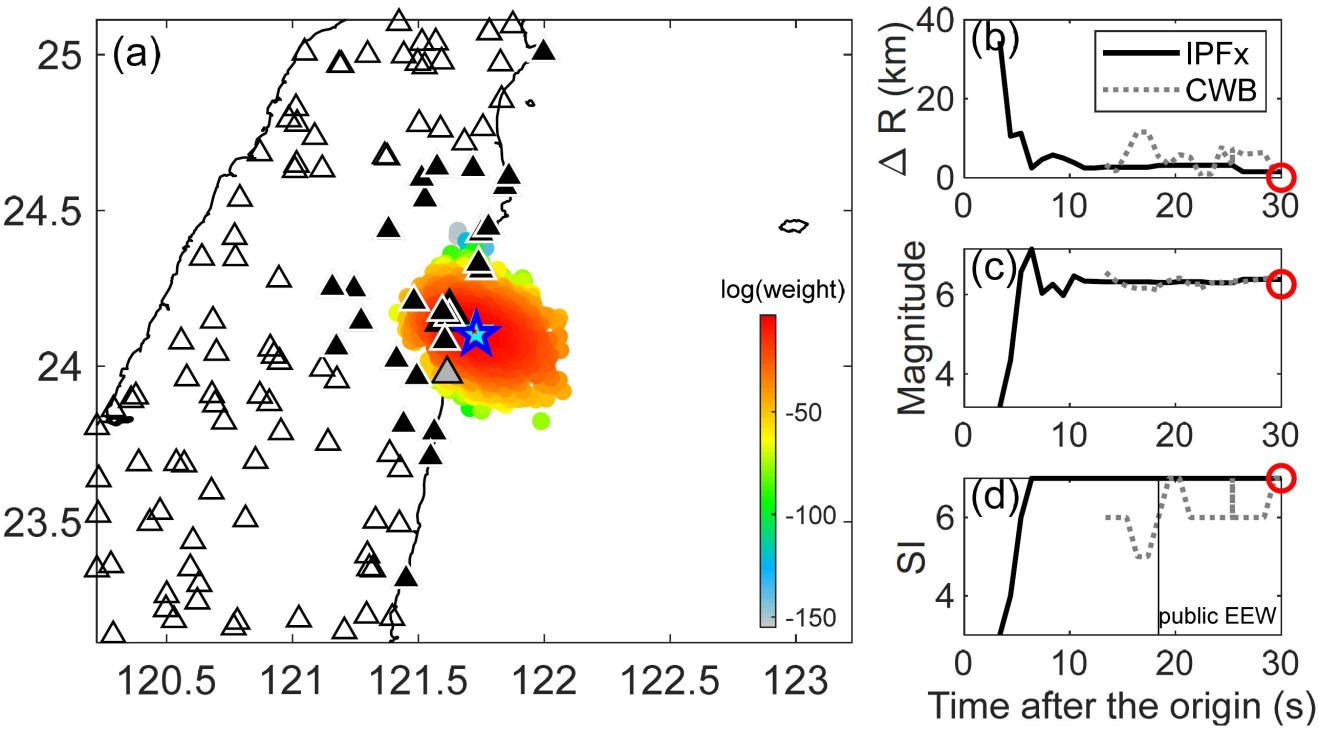 (a)
25
24.5
24
23.5
120.5
121
121.5
122
122.5
123
log(weight)
-50
-100
-150
(b)
IPFx
CWB
Δ R (km)
40
20
0
0
10
20
30
(c)
Magnitude
6
4
0
10
20
30
(d)
SI
6
4
public EEW
0
10
20
30
Time after the origin (s)